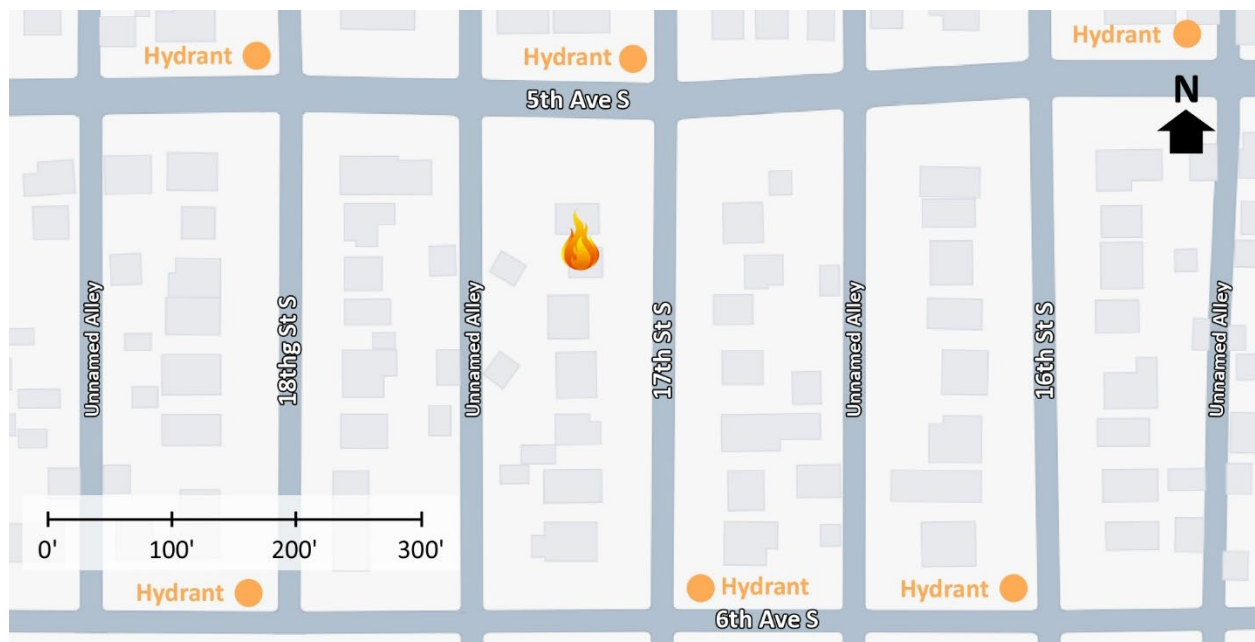 Hydrant
Hydrant
Hydrant
5th Ave S
N
Unnamed Alley
18thg St S
Unnamed Alley
17th St S
Unnamed Alley
16th St S
Unnamed Alley
0' 100' 200' 300'
Hydrant
Hydrant
Hydrant
6th Ave S